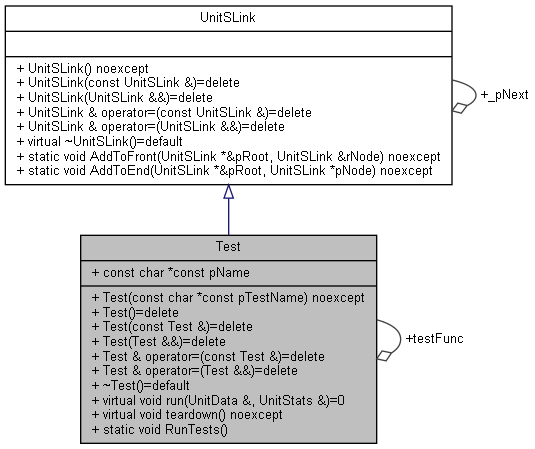 UnitSLink
+ UnitSLink() noexcept
+ UnitSLink(const UnitSLink &)=delete
+ UnitSLink(UnitSLink &&)=delete
+ UnitSLink & operator=(const UnitSLink &)=delete
+ UnitSLink & operator=(UnitSLink &&)=delete
+ virtual ~UnitSLink()=default
+ static void AddToFront(UnitSLink *&pRoot, UnitSLink &rNode) noexcept
+ static void AddToEnd(UnitSLink *&pRoot, UnitSLink *pNode) noexcept
+_pNext
Test
+ const char *const pName
+ Test(const char *const pTestName) noexcept
+ Test()=delete
+ Test(const Test &)=delete
+ Test(Test &&)=delete
+ Test & operator=(const Test &)=delete
+ Test & operator=(Test &&)=delete
+ ~Test()=default
+ virtual void run(UnitData &, UnitStats &)=0
+ virtual void teardown() noexcept
+ static void RunTests()
+testFunc